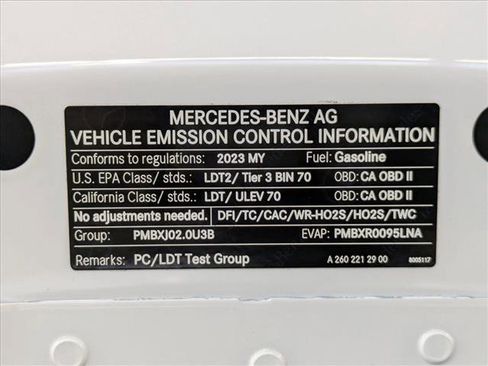 MERCEDES-BENZ AG
VEHICLE EMISSION CONTROL INFORMATION
Conforms to regulations: 2023 MY Fuel: Gasoline
U.S. EPA Class/ stds.: LDT2/ Tier 3 BIN 70 OBD: CA OBD II
California Class/ stds.: LDT/ ULEV 70 OBD: CA OBD II
No adjustments needed. DFI/TC/CAC/WR-HO2S/HO2S/TWC
Group: PMBXJ02.0U3B EVAP: PMBXR0095LNA
Remarks: PC/LDT Test Group A 260 221 29 00 8005117